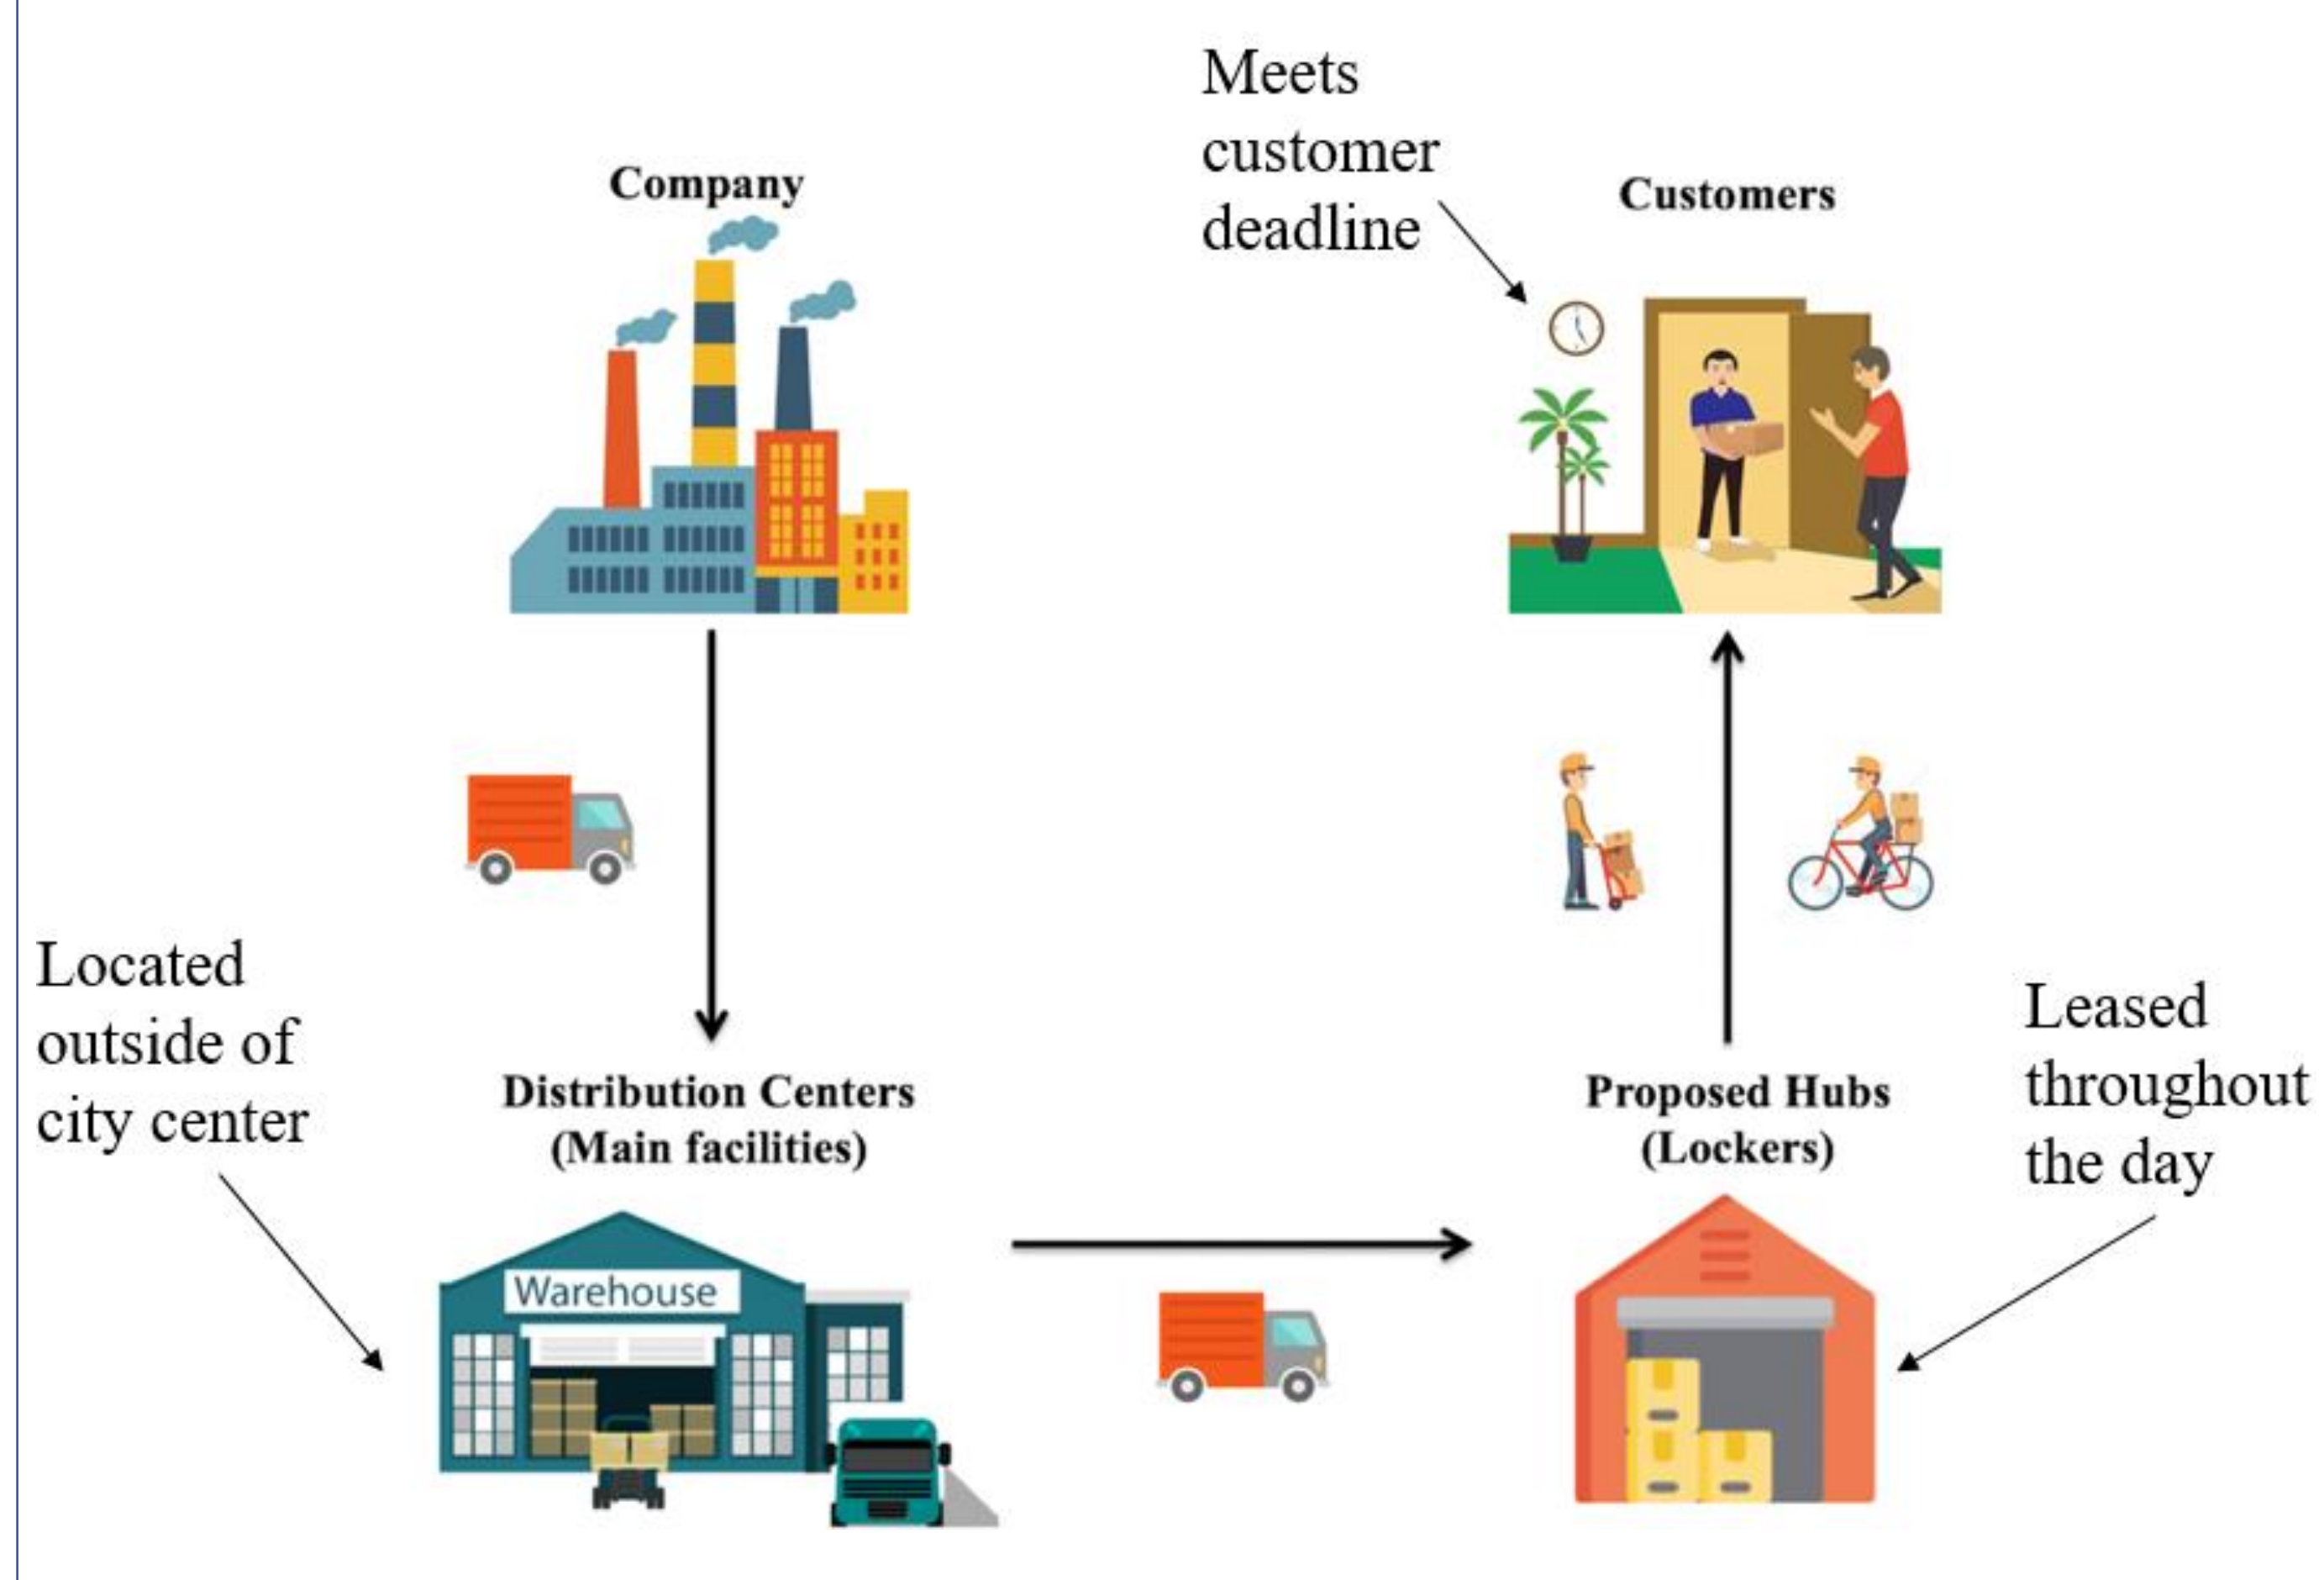 Meets
customer
deadline
Company
Customers
Located
outside of
city center
Leased
throughout
the day
Distribution Centers
(Main facilities)
Proposed Hubs
(Lockers)
Warehouse